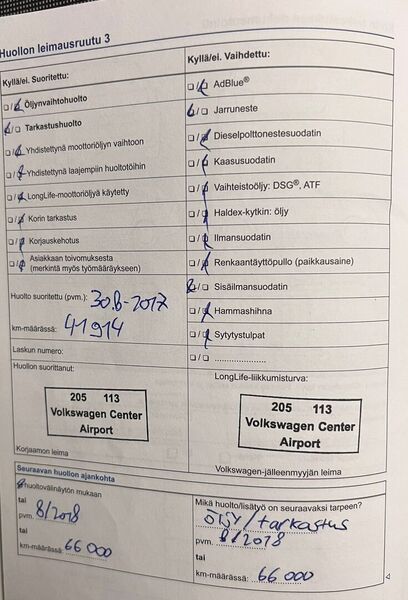 Huollon leimausruutu 3
Kyllä/ei. Suoritettu:
□/□ Öljynvaihtohuolto
□/□ Tarkastushuolto
□/□ Yhdistettynä moottoriöljyn vaihtoon
□/□ Yhdistettynä laajempiin huoltotöihin
□/□ LongLife-moottoriöljyä käytetty
□/□ Korin tarkastus
□/□ Korjauskehotus
□/□ Asiakkaan toivomuksesta
(merkintä myös työmääräykseen)
Huolto suoritettu (pvm.): 30.8-2017
km-määrässä: 41914
Laskun numero:
Huollon suorittanut:
205 113
Volkswagen Center
Airport
Korjaamon leima
Kyllä/ei. Vaihdettu:
□/□ AdBlue®
□/□ Jarruneste
□/□ Dieselpolttonestesuodatin
□/□ Kaasusuodatin
□/□ Vaihteistoöljy: DSG®, ATF
□/□ Haldex-kytkin: öljy
□/□ Ilmansuodatin
□/□ Renkaantäyttöpullo (paikkausaine)
□/□ Sisäilmansuodatin
□/□ Hammashihna
□/□ Sytytystulpat
□/□ ....................
LongLife-liikkumisturva:
205 113
Volkswagen Center
Airport
Volkswagen-jälleenmyyjän leima
Seuraavan huollon ajankohta
huoltovälinäytön mukaan
tai
pvm. 8/2018
tai
km-määrässä 66 000
Mikä huolto/lisätyö on seuraavaksi tarpeen?
öljy/tarkastus
pvm. 8/2018
tai
km-määrässä: 66 000